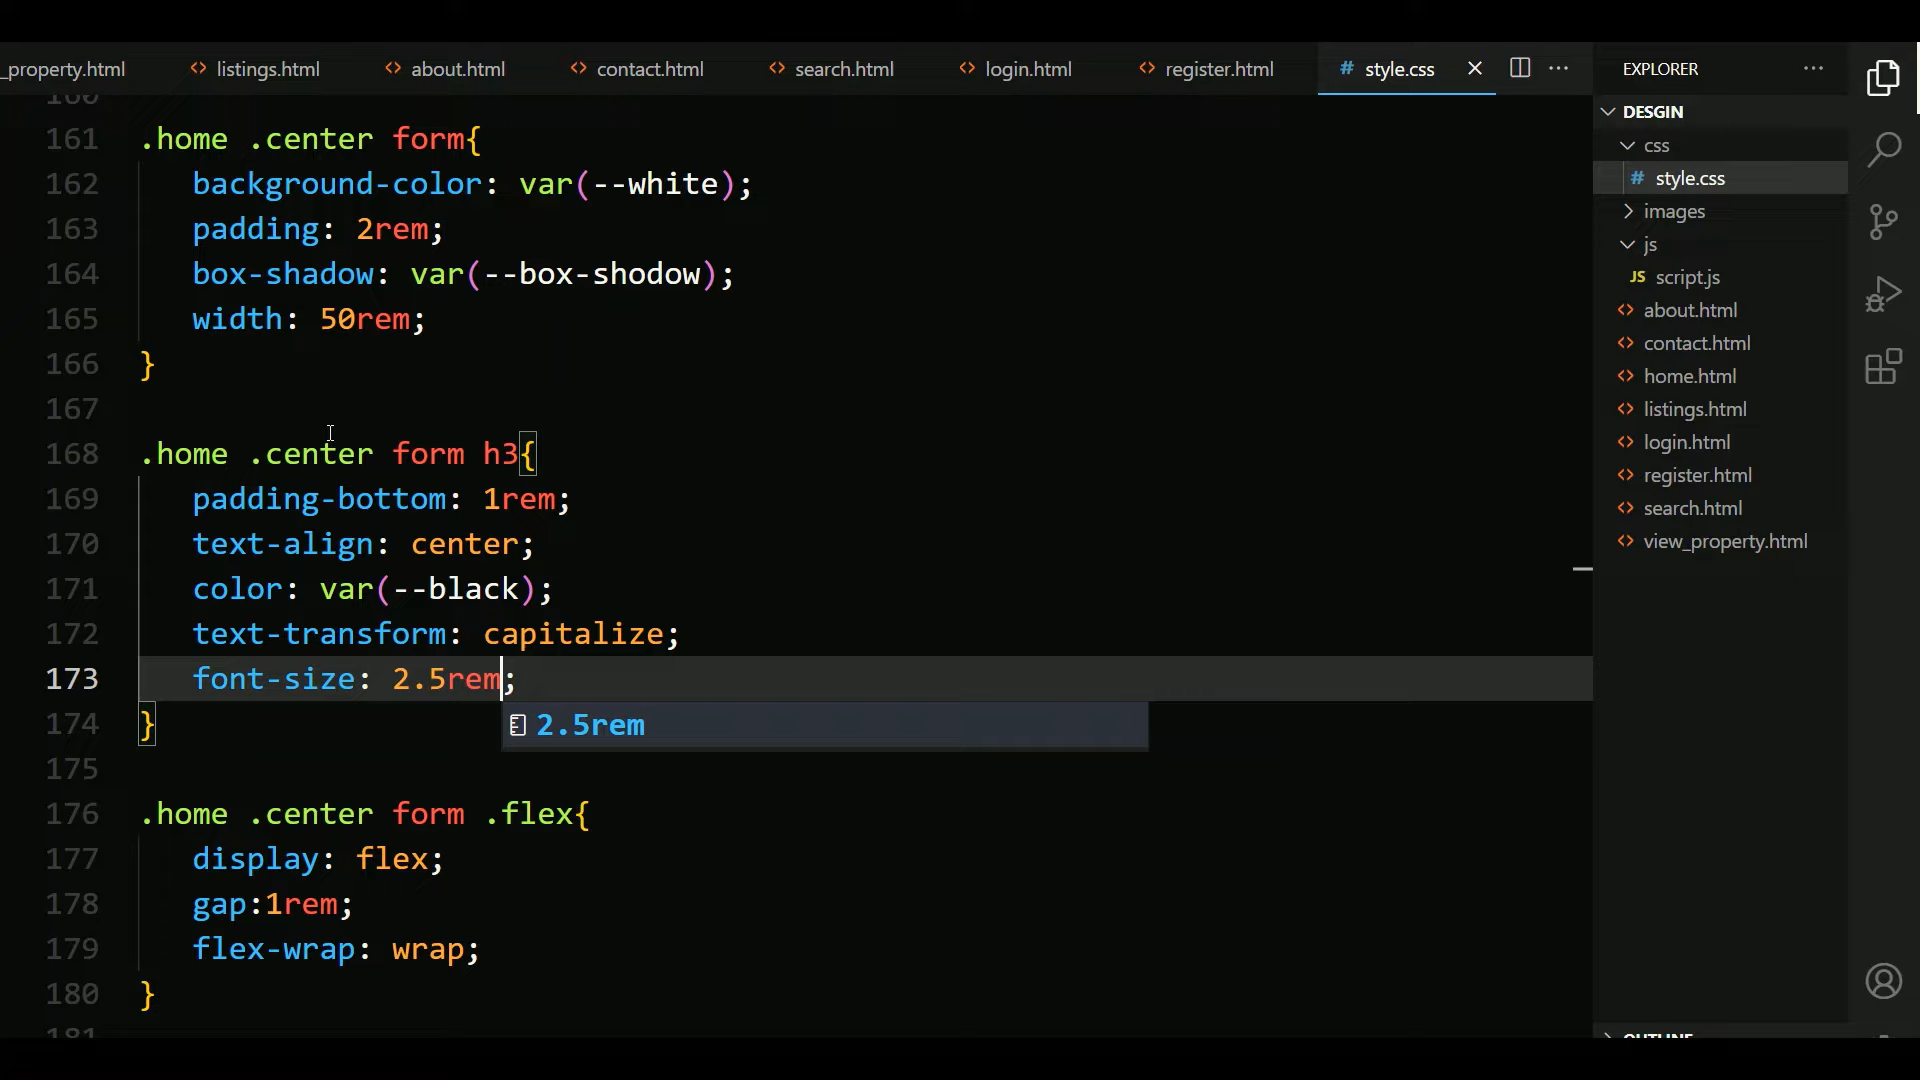 _property.html
listings.html
about.html
contact.html
search.html
login.html
register.html
# style.css
EXPLORER
160
161 .home .center form{
162 background-color: var(--white);
163 padding: 2rem;
164 box-shadow: var(--box-shodow);
165 width: 50rem;
166 }
167
168 .home .center form h3{
169 padding-bottom: 1rem;
170 text-align: center;
171 color: var(--black);
172 text-transform: capitalize;
173 font-size: 2.5rem;
174 }
2.5rem
175
176 .home .center form .flex{
177 display: flex;
178 gap:1rem;
179 flex-wrap: wrap;
180 }
181
DESGIN
css
# style.css
images
js
JS script.js
about.html
contact.html
home.html
listings.html
login.html
register.html
search.html
view_property.html
OUTLINE